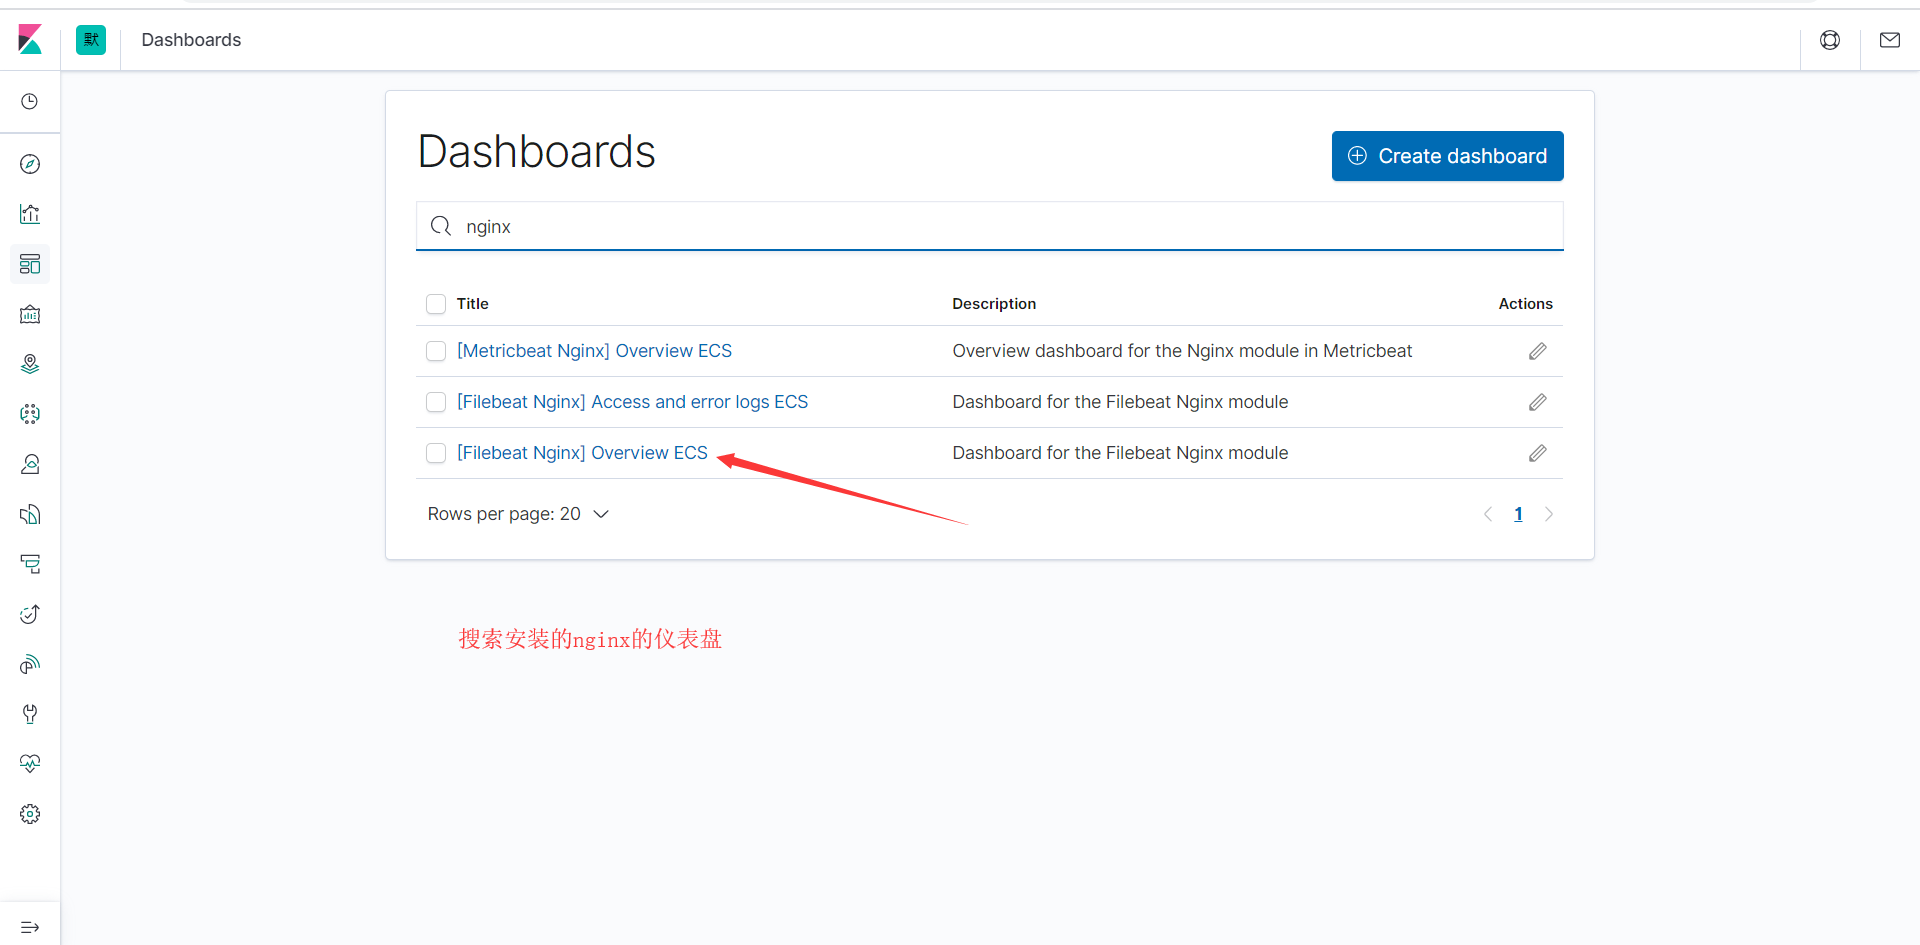 默 Dashboards
Dashboards
Create dashboard
nginx
Title Description Actions
[Metricbeat Nginx] Overview ECS Overview dashboard for the Nginx module in Metricbeat
[Filebeat Nginx] Access and error logs ECS Dashboard for the Filebeat Nginx module
[Filebeat Nginx] Overview ECS Dashboard for the Filebeat Nginx module
Rows per page: 20 1
搜索安装的nginx的仪表盘